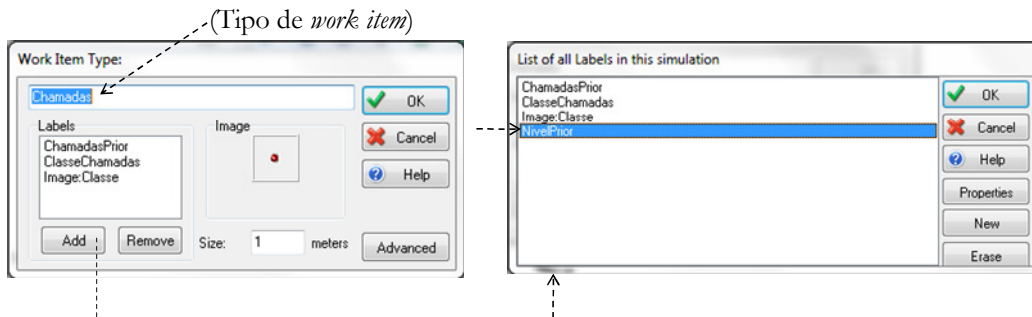 (Tipo de work item)
Work Item Type:
Chamadas
OK
Labels
Image
ChamadasPrior
ClasseChamadas
Image:Classe
Cancel
Help
Add
Remove
Size:
1
meters
Advanced
List of all Labels in this simulation
ChamadasPrior
ClasseChamadas
Image:Classe
NivelPrior
OK
Cancel
Help
Properties
New
Erase